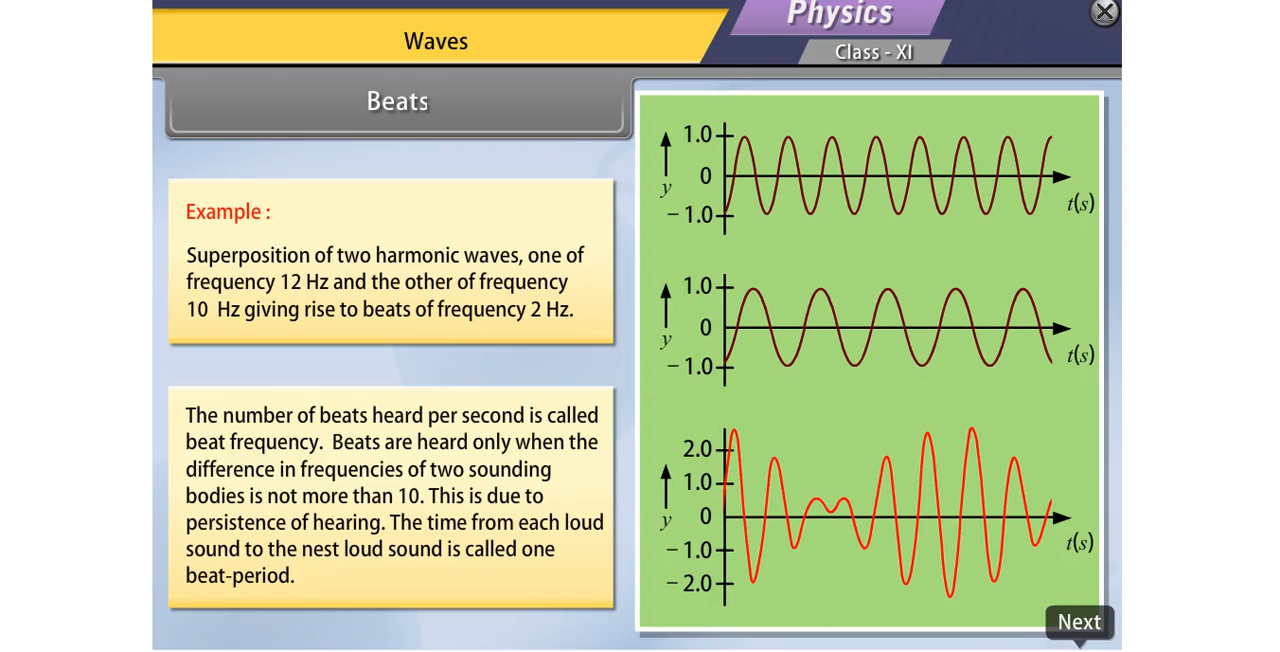 Physics
Waves
Class - XI
Beats
Example :
Superposition of two harmonic waves, one of
frequency 12 Hz and the other of frequency
10 Hz giving rise to beats of frequency 2 Hz.
The number of beats heard per second is called
beat frequency. Beats are heard only when the
difference in frequencies of two sounding
bodies is not more than 10. This is due to
persistence of hearing. The time from each loud
sound to the nest loud sound is called one
beat-period.
1.0
0
y
– 1.0
t(s)
1.0
0
y
– 1.0
t(s)
2.0
1.0
0
y
– 1.0
t(s)
– 2.0
Next